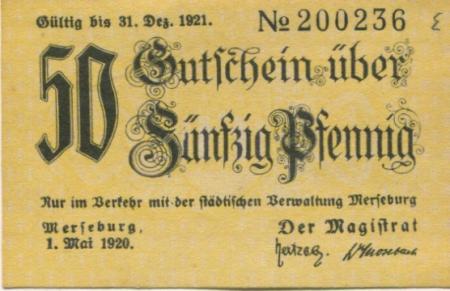 Gültig bis 31. Dez. 1921. № 200236
50 Gutschein über
Fünfzig Pfennig
Nur im Verkehr mit der städtischen Verwaltung Merseburg
Merseburg, Der Magistrat
1. Mai 1920.